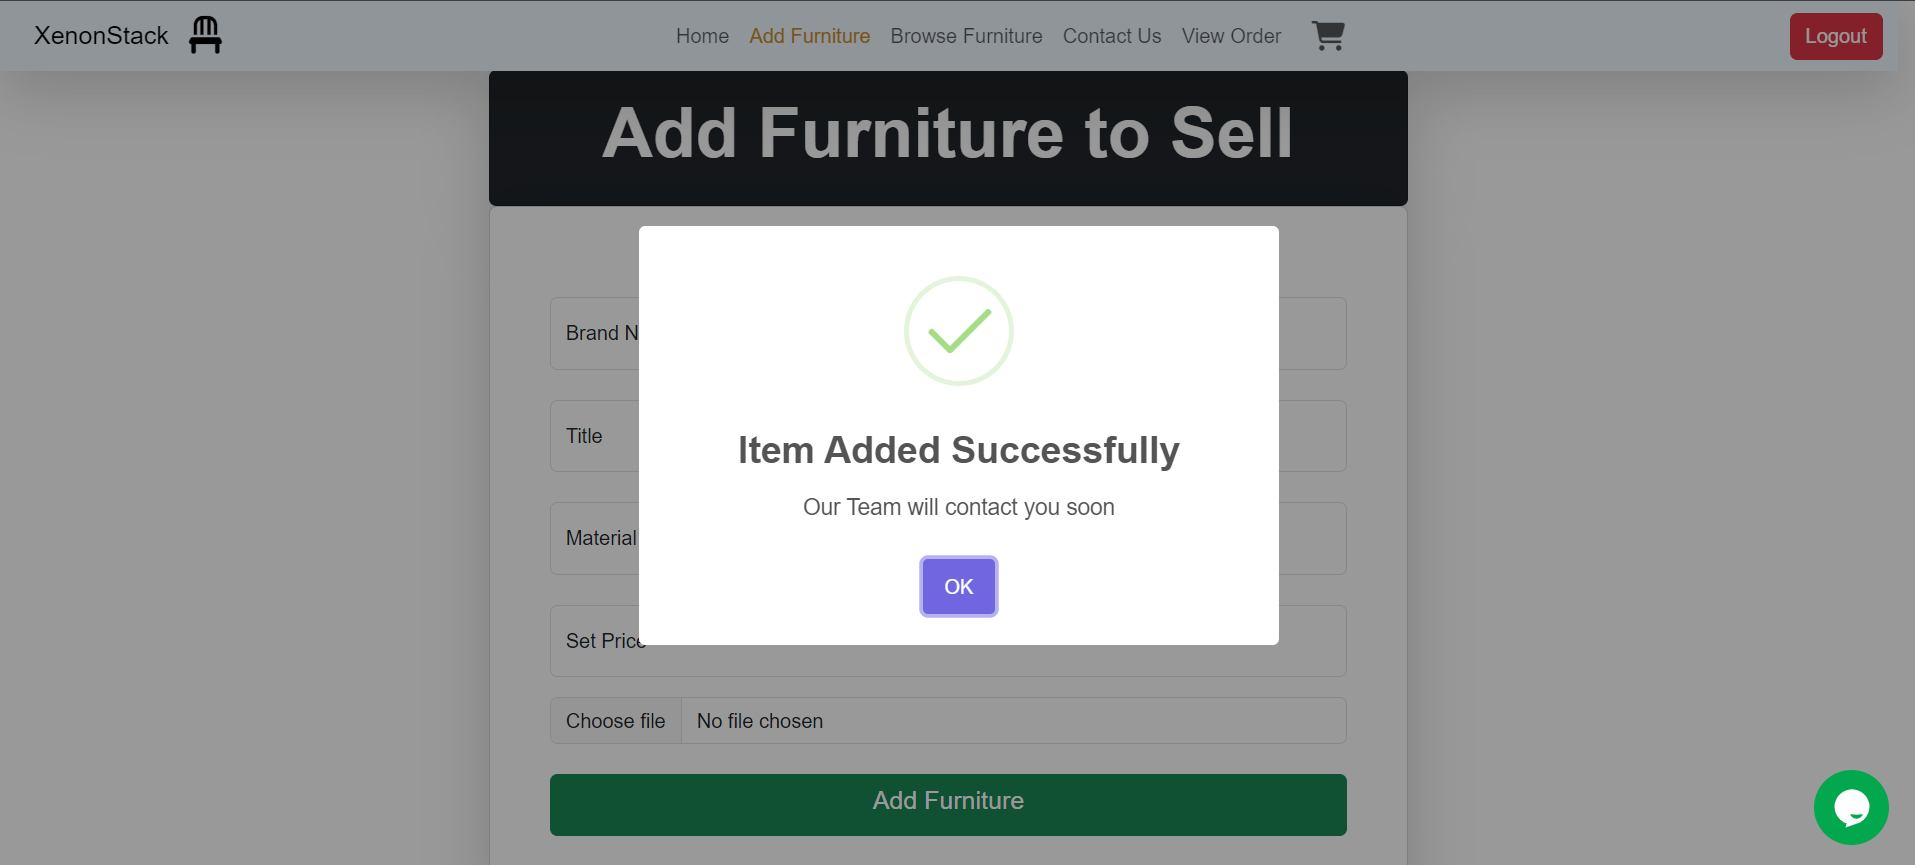 XenonStack
Home Add Furniture Browse Furniture Contact Us View Order
Logout
Add Furniture to Sell
Brand N
Title
Material
Set Price
Item Added Successfully
Our Team will contact you soon
OK
Choose file No file chosen
Add Furniture